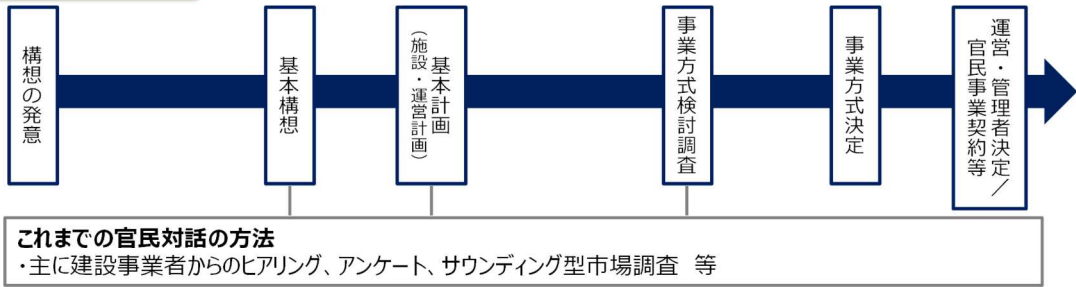 構想の発意
基本構想
基本計画
（施設・運営計画）
事業方式検討調査
事業方式決定
運営・管理者決定／
官民事業契約等
これまでの官民対話の方法
・主に建設事業者からのヒアリング、アンケート、サウンディング型市場調査 等